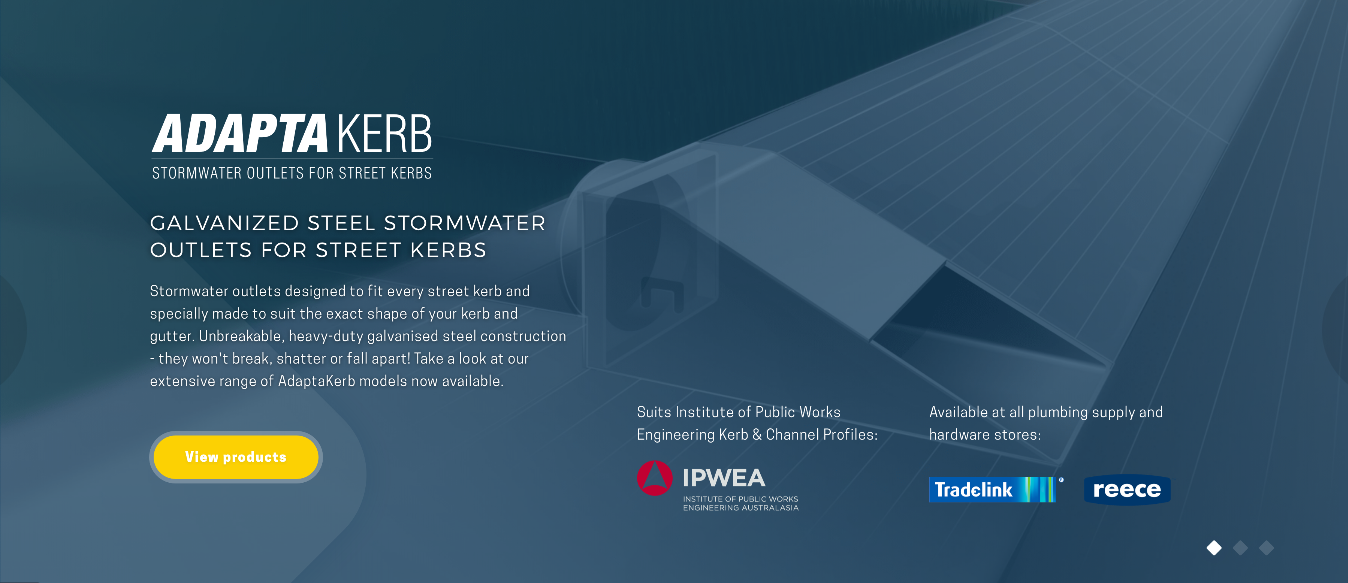 ADAPTAKERB
STORMWATER OUTLETS FOR STREET KERBS
GALVANIZED STEEL STORMWATER
OUTLETS FOR STREET KERBS
Stormwater outlets designed to fit every street kerb and
specially made to suit the exact shape of your kerb and
gutter. Unbreakable, heavy-duty galvanised steel construction
- they won't break, shatter or fall apart! Take a look at our
extensive range of AdaptaKerb models now available.
View products
Suits Institute of Public Works
Engineering Kerb & Channel Profiles:
IPWEA
INSTITUTE OF PUBLIC WORKS
ENGINEERING AUSTRALASIA
Available at all plumbing supply and
hardware stores:
Tradelink®
reece